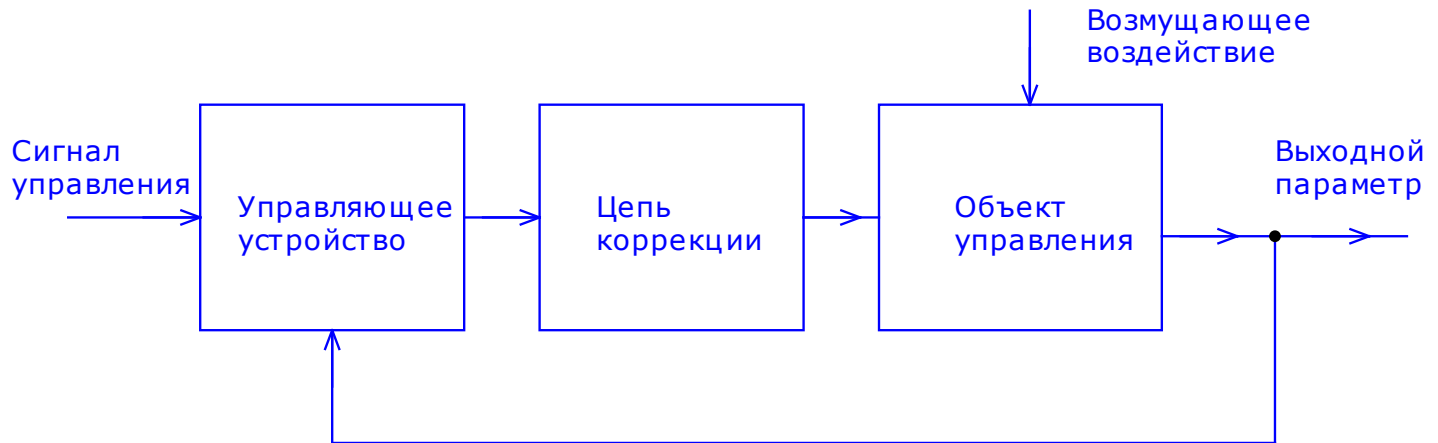 Возмущающее
воздействие
Сигнал
управления
Выходной
параметр
Управляющее
устройство
Цепь
коррекции
Объект
управления